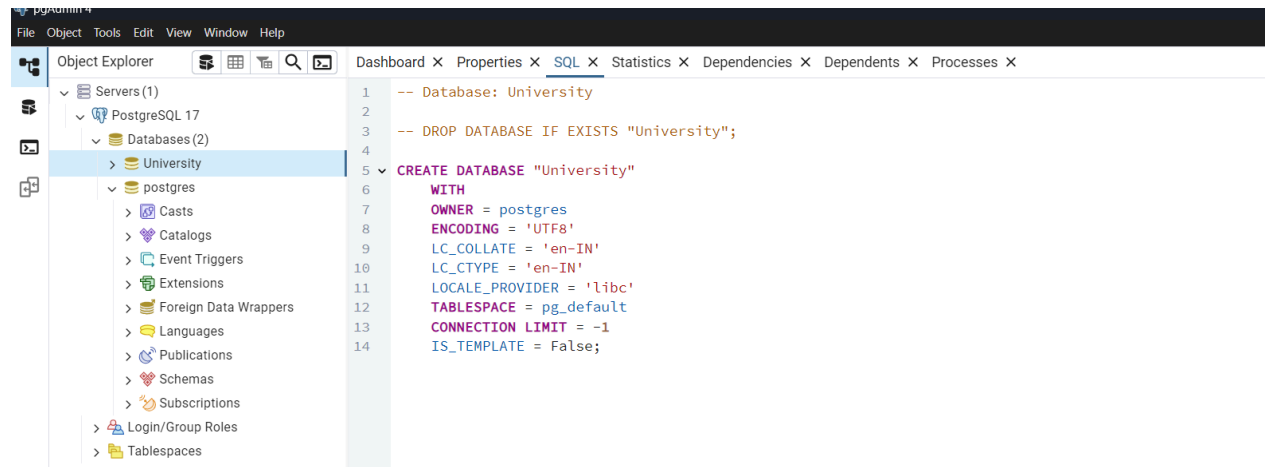 pgAdmin 4
File Object Tools Edit View Window Help
Object Explorer
Dashboard X Properties X SQL X Statistics X Dependencies X Dependents X Processes X
Servers (1)
PostgreSQL 17
Databases (2)
University
postgres
Casts
Catalogs
Event Triggers
Extensions
Foreign Data Wrappers
Languages
Publications
Schemas
Subscriptions
Login/Group Roles
Tablespaces
1 -- Database: University
2
3 -- DROP DATABASE IF EXISTS "University";
4
5 CREATE DATABASE "University"
6 WITH
7 OWNER = postgres
8 ENCODING = 'UTF8'
9 LC_COLLATE = 'en-IN'
10 LC_CTYPE = 'en-IN'
11 LOCALE_PROVIDER = 'libc'
12 TABLESPACE = pg_default
13 CONNECTION LIMIT = -1
14 IS_TEMPLATE = False;